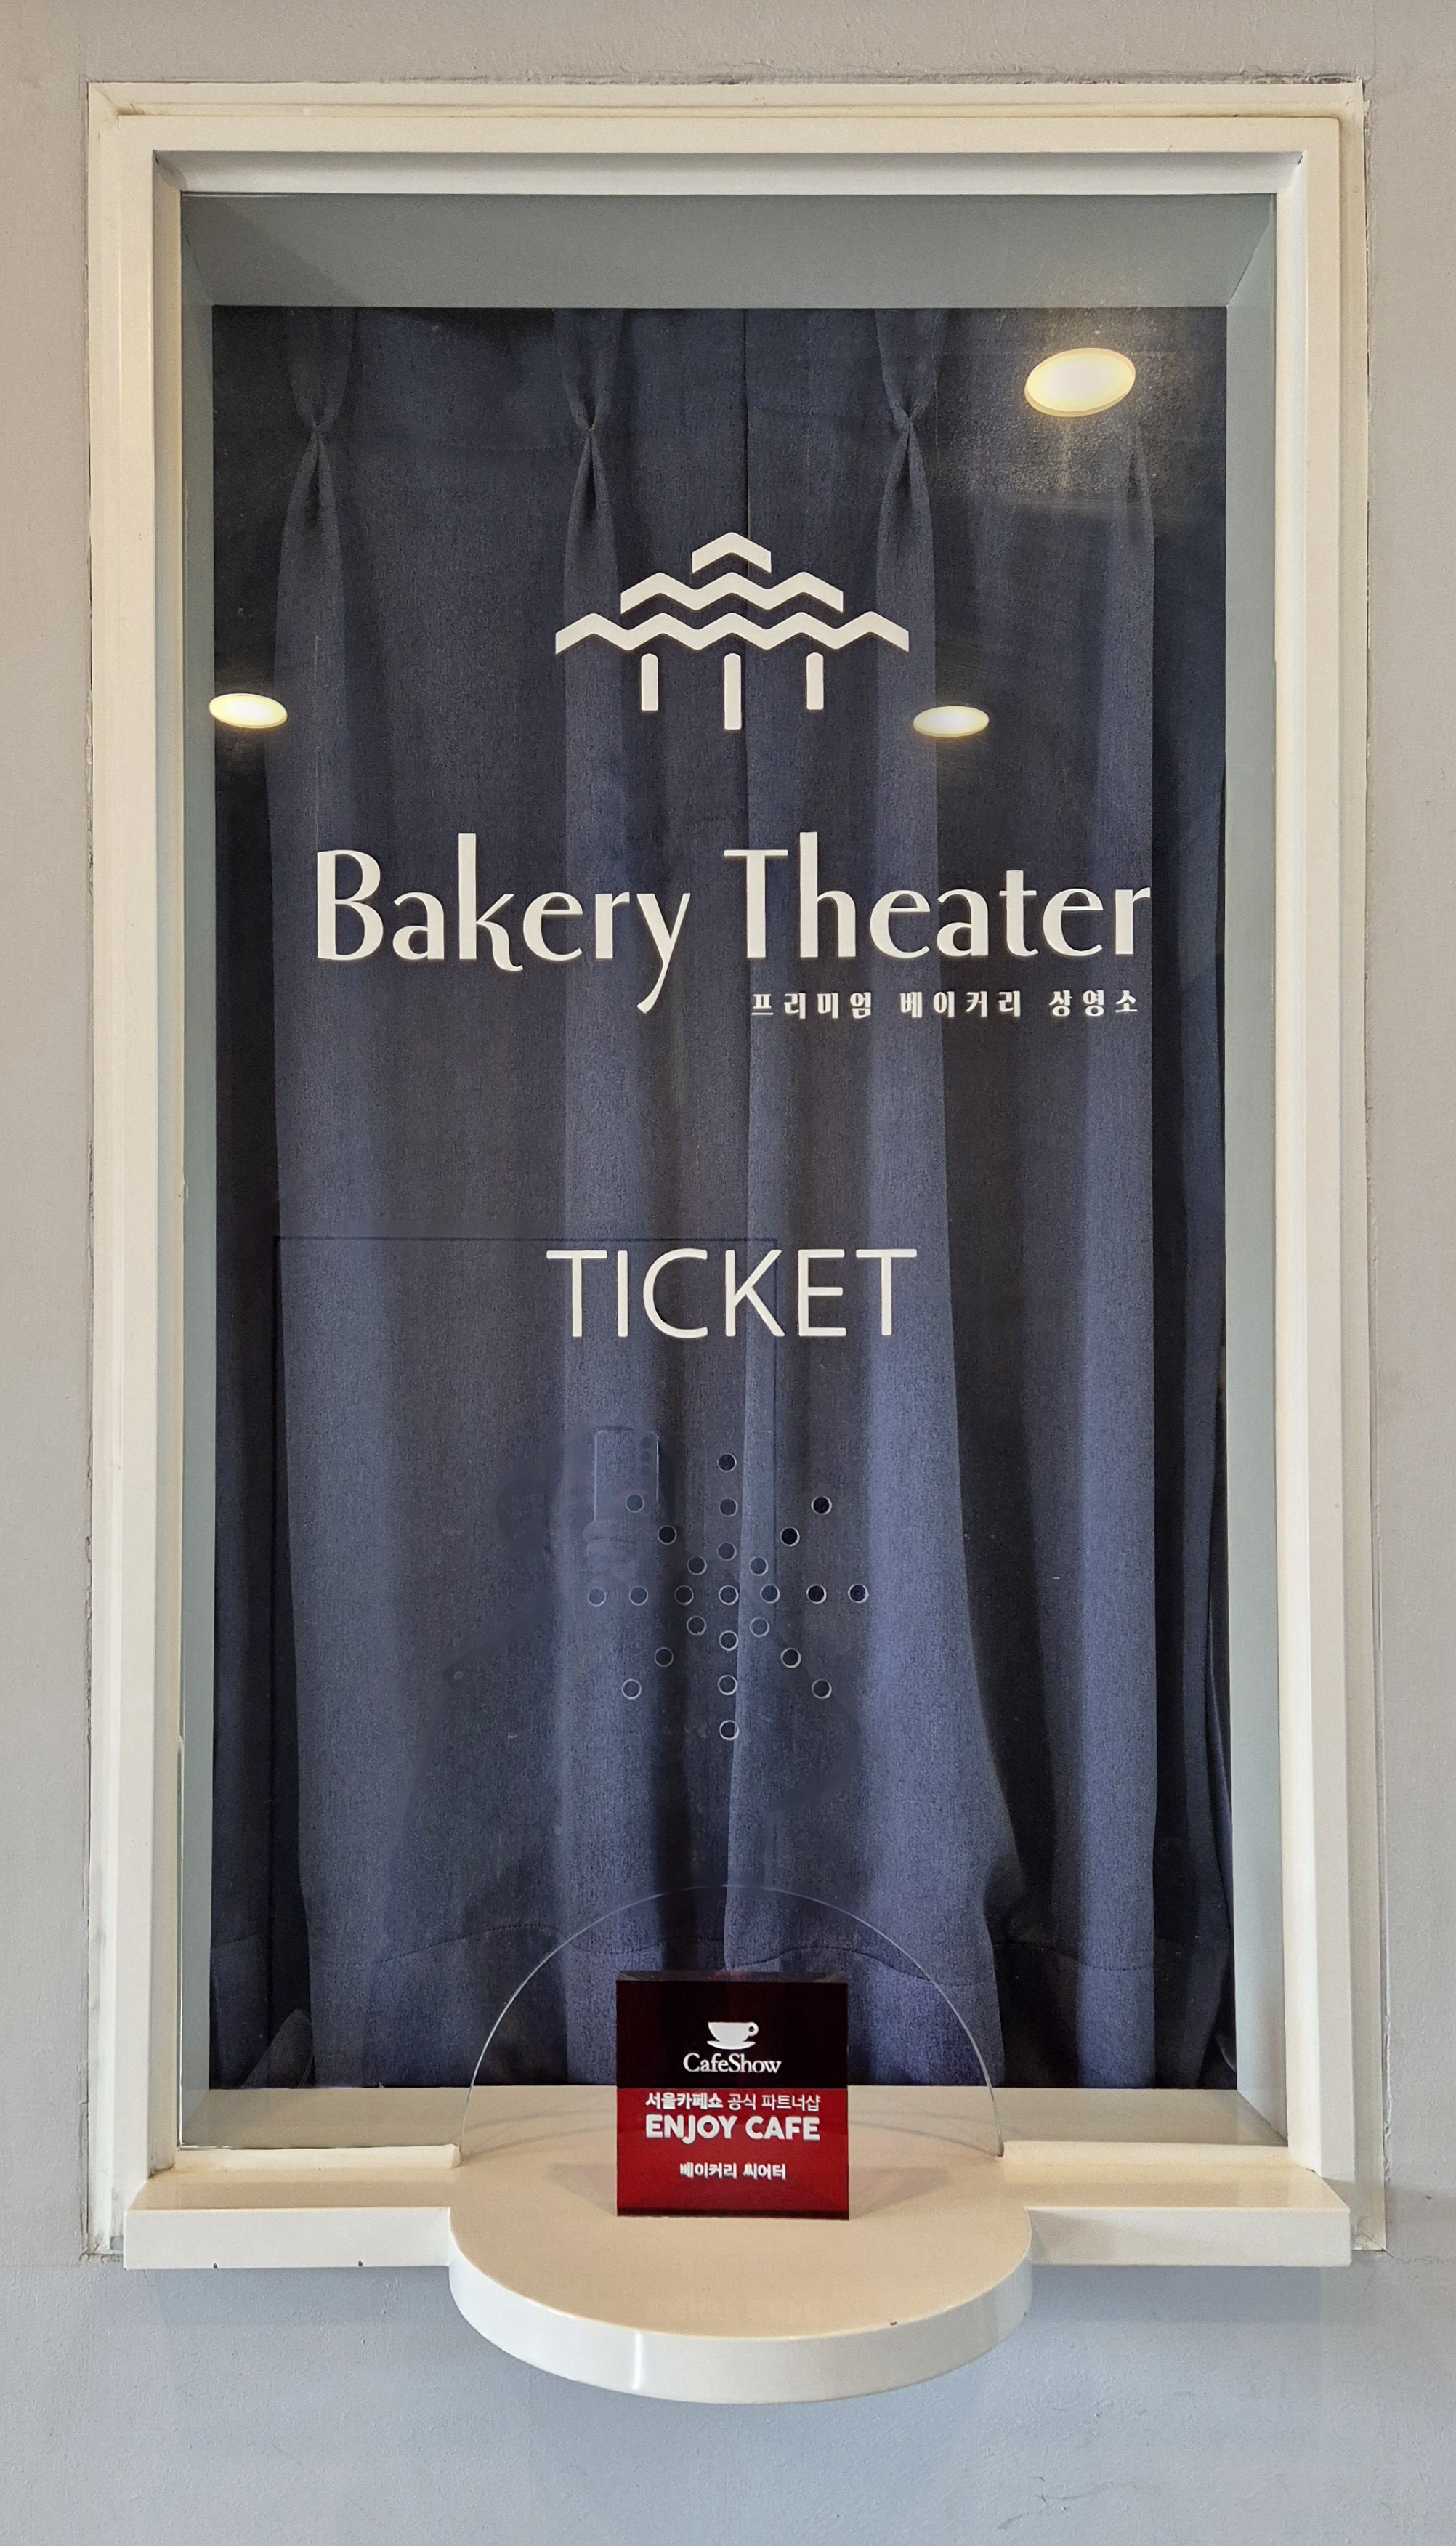 Bakery Theater
프리미엄 베이커리 상영소
TICKET
CafeShow
서울카페쇼 공식 파트너샵
ENJOY CAFE
베이커리 씨어터